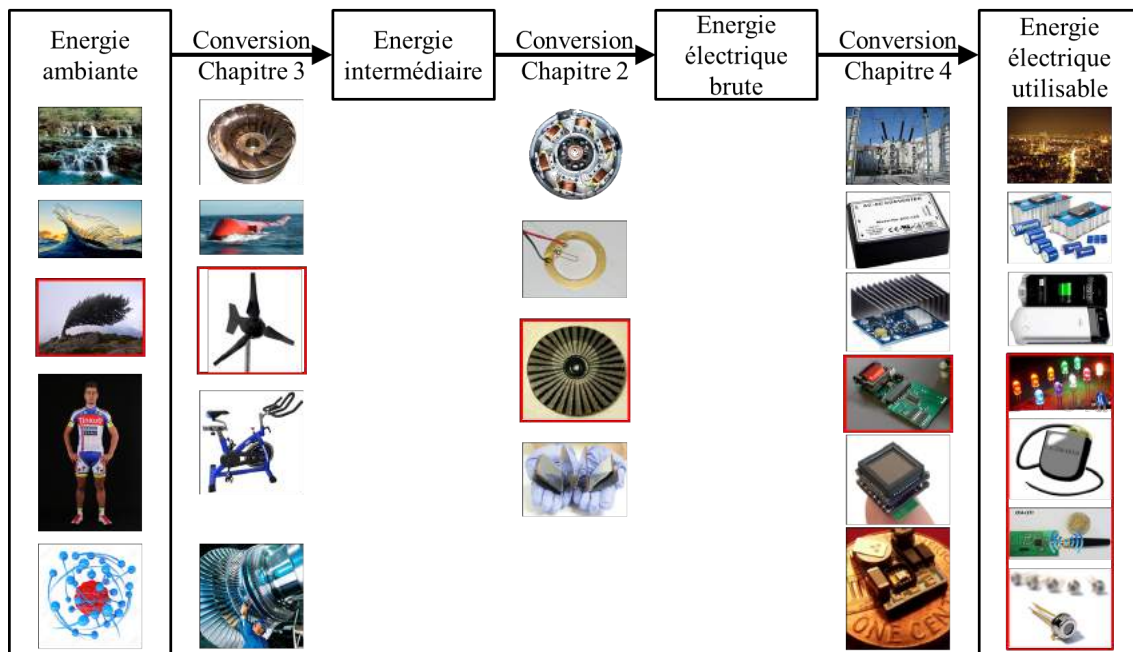 Energie
ambiante
Conversion
Chapitre 3
Energie
intermédiaire
Conversion
Chapitre 2
Energie
électrique
brute
Conversion
Chapitre 4
Energie
électrique
utilisable
ONE CENT